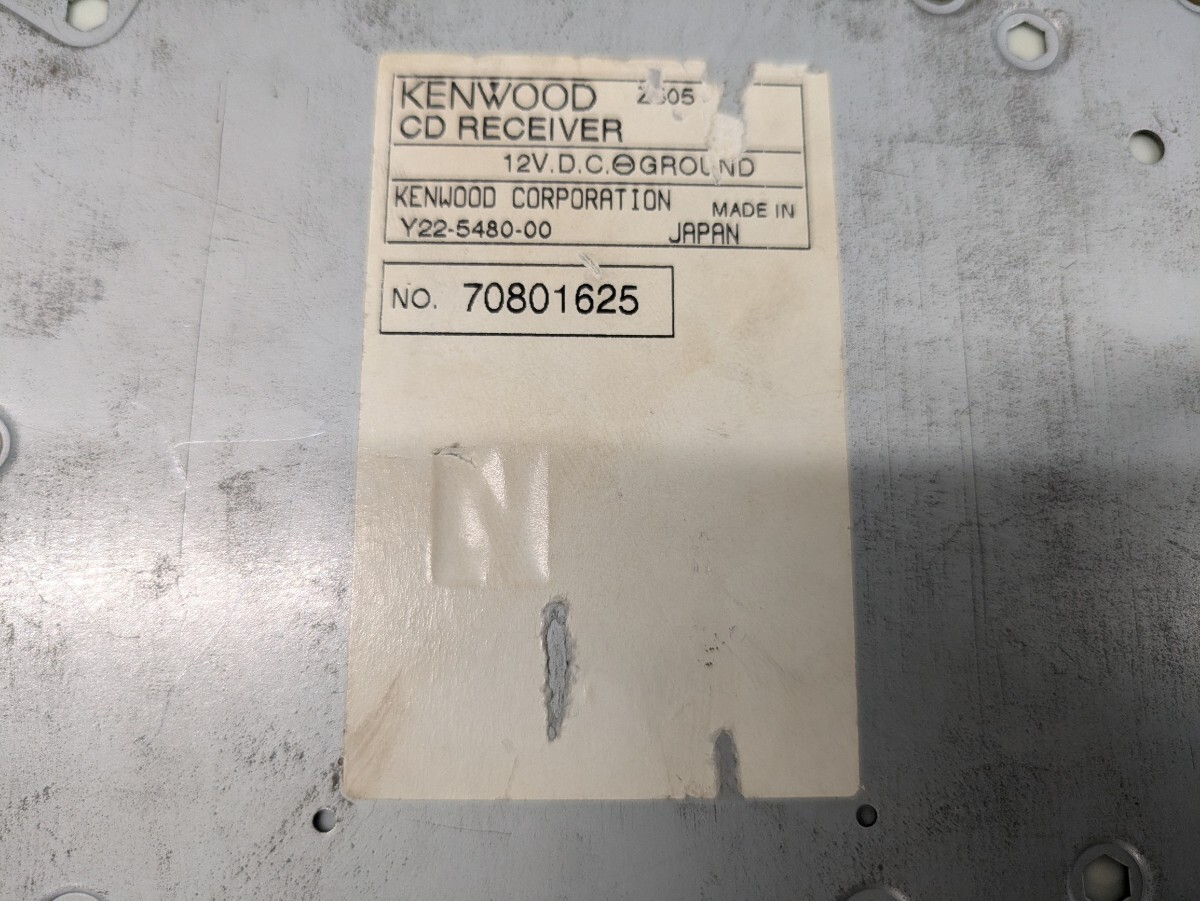 KENWOOD
CD RECEIVER
12V.D.C.⊖GROUND
KENWOOD CORPORATION
MADE IN
Y22-5480-00
JAPAN
NO. 70801625